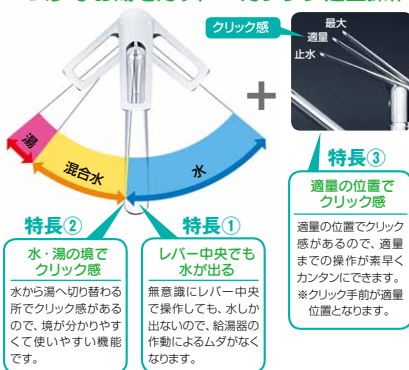 クリック感
最大
適量
止水
湯
混合水
水
+
特長③
適量の位置で
クリック感
適量の位置でクリック
感があるので、適量
までの操作が素早く
カンタンにできます。
※クリック手前が適量
位置となります。
特長②
水・湯の境で
クリック感
水から湯へ切り替わる
所でクリック感がある
ので、境が分かりやす
くて使いやすい機能
です。
特長①
レバー中央でも
水が出る
無意識にレバー中央
で操作しても、水しか
出ないので、給湯器の
作動によるムダがなく
なります。